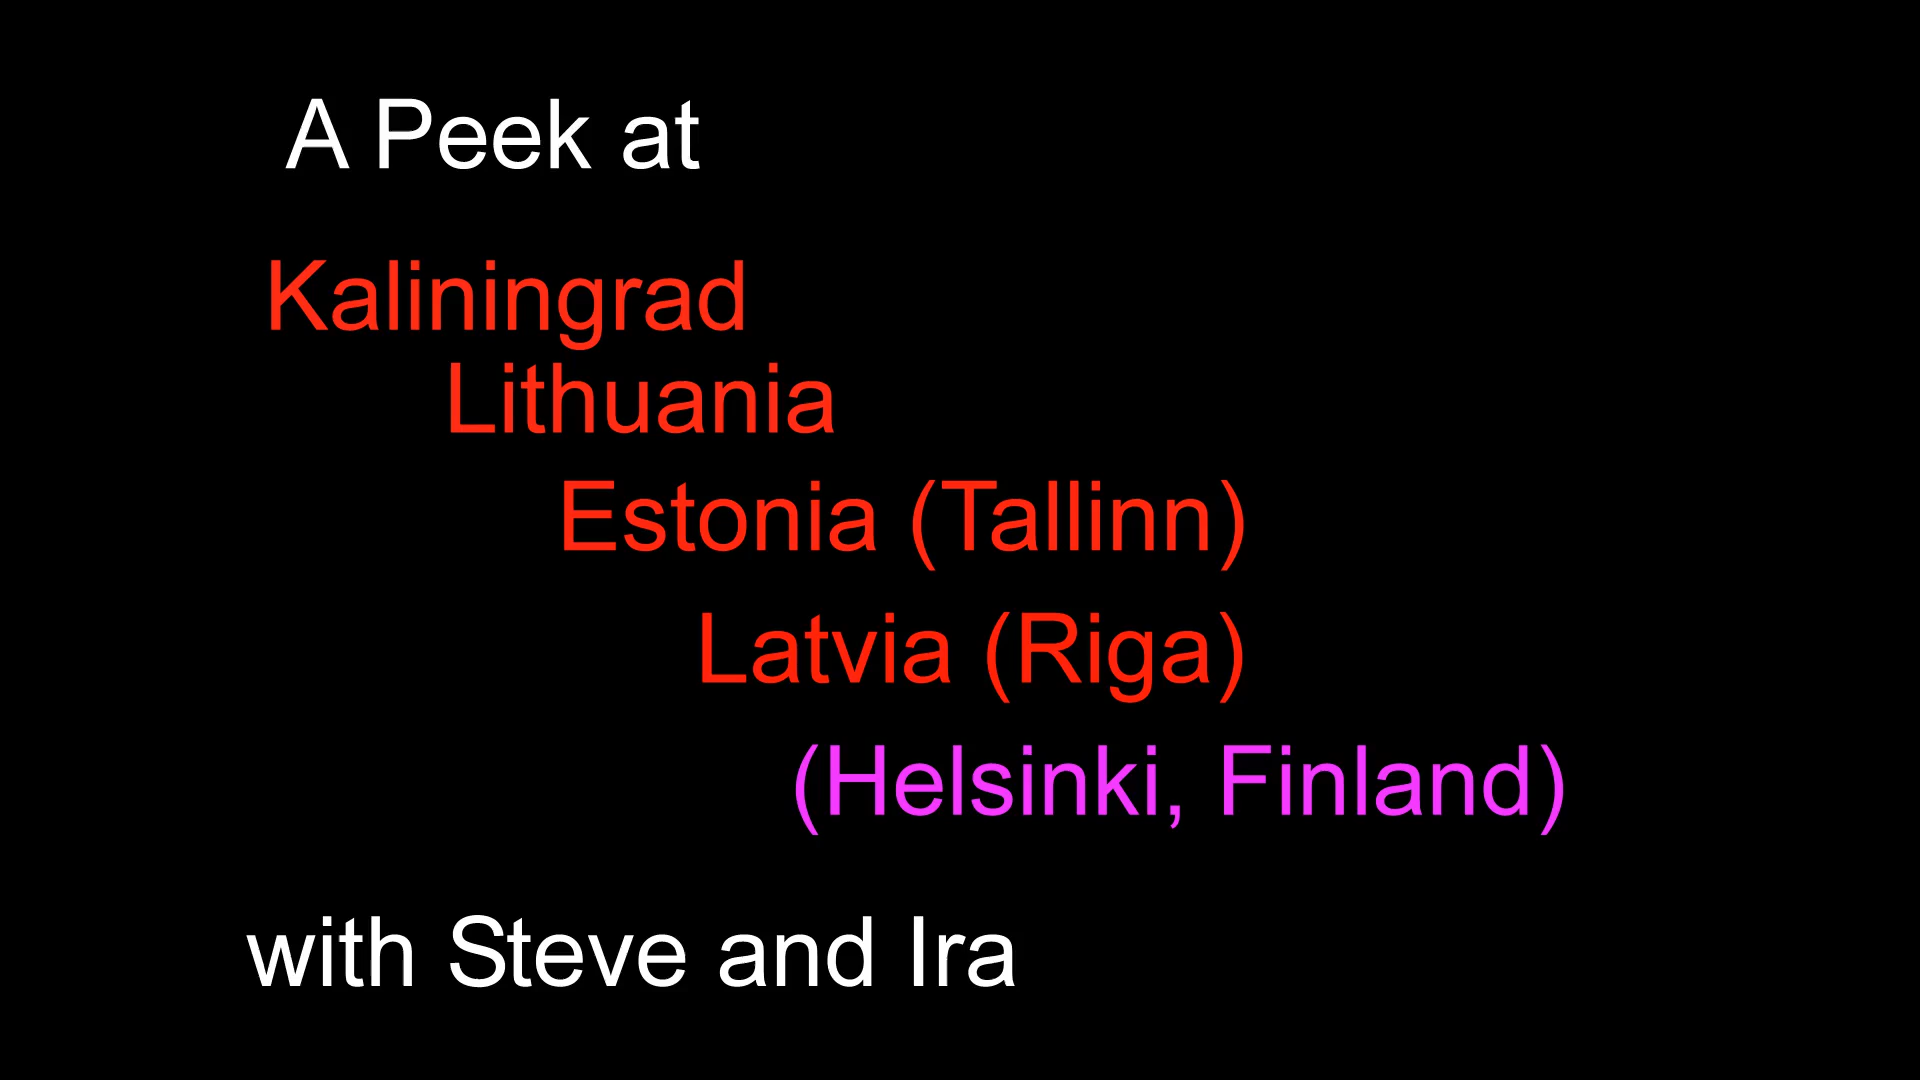 A Peek at
Kaliningrad
Lithuania
Estonia (Tallinn)
Latvia (Riga)
(Helsinki, Finland)
with Steve and Ira